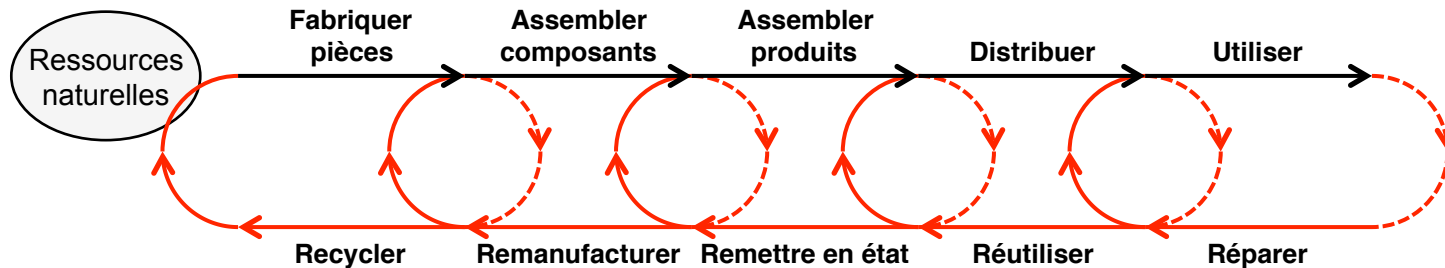 Ressources
naturelles
Fabriquer
pièces
Assembler
composants
Assembler
produits
Distribuer
Utiliser
Recycler
Remanufacturer
Remettre en état
Réutiliser
Réparer